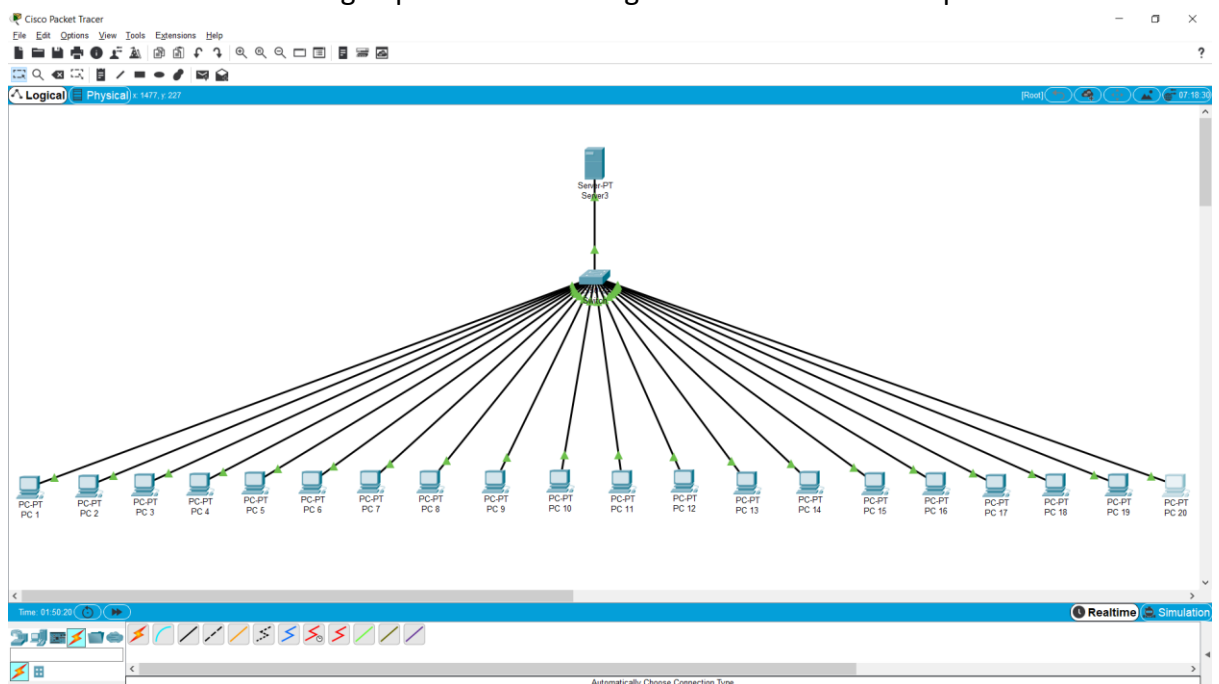 Cisco Packet Tracer
File Edit Options View Tools Extensions Help
?
Logical Physical x: 1477, y: 227 [Root] 07:18:30
Server-PT
Server3
Switch
PC-PT PC-PT PC-PT PC-PT PC-PT PC-PT PC-PT PC-PT PC-PT PC-PT PC-PT PC-PT PC-PT PC-PT PC-PT PC-PT PC-PT PC-PT PC-PT PC-PT
PC 1 PC 2 PC 3 PC 4 PC 5 PC 6 PC 7 PC 8 PC 9 PC 10 PC 11 PC 12 PC 13 PC 14 PC 15 PC 16 PC 17 PC 18 PC 19 PC 20
Time: 01:50:20 Realtime Simulation
Automatically Choose Connection Type